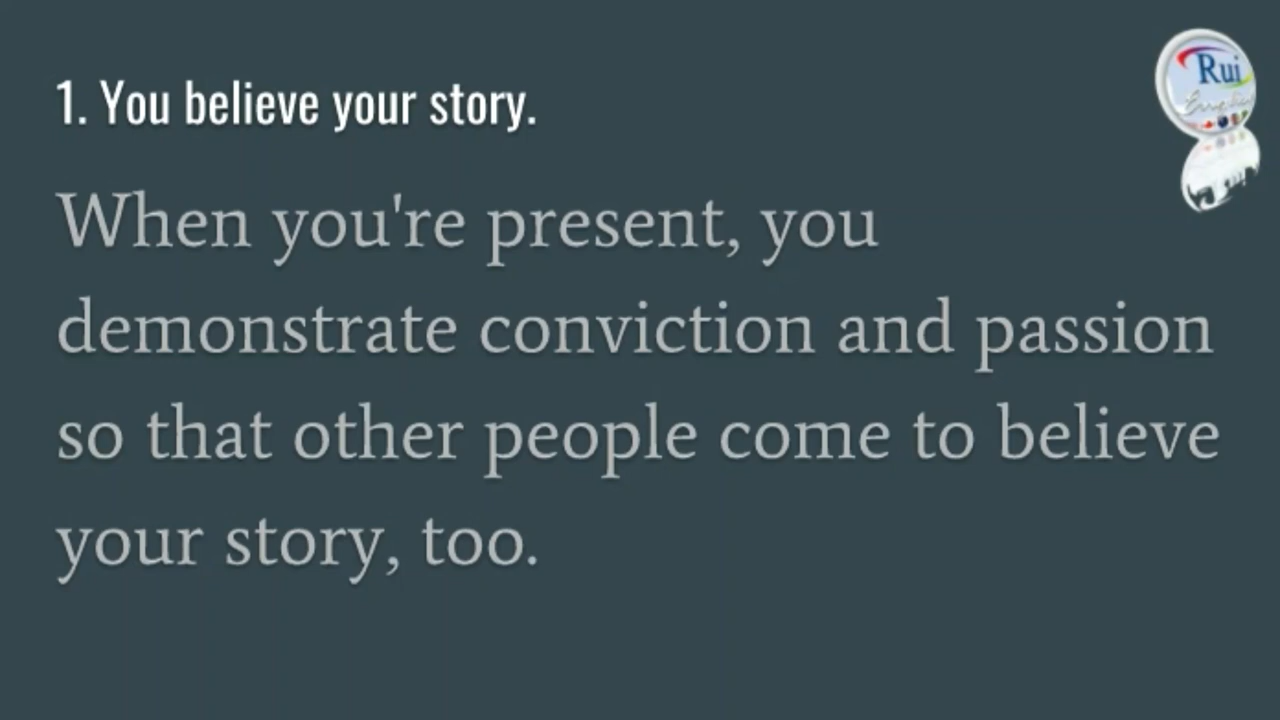 1. You believe your story.
Rui
When you're present, you
demonstrate conviction and passion
so that other people come to believe
your story, too.